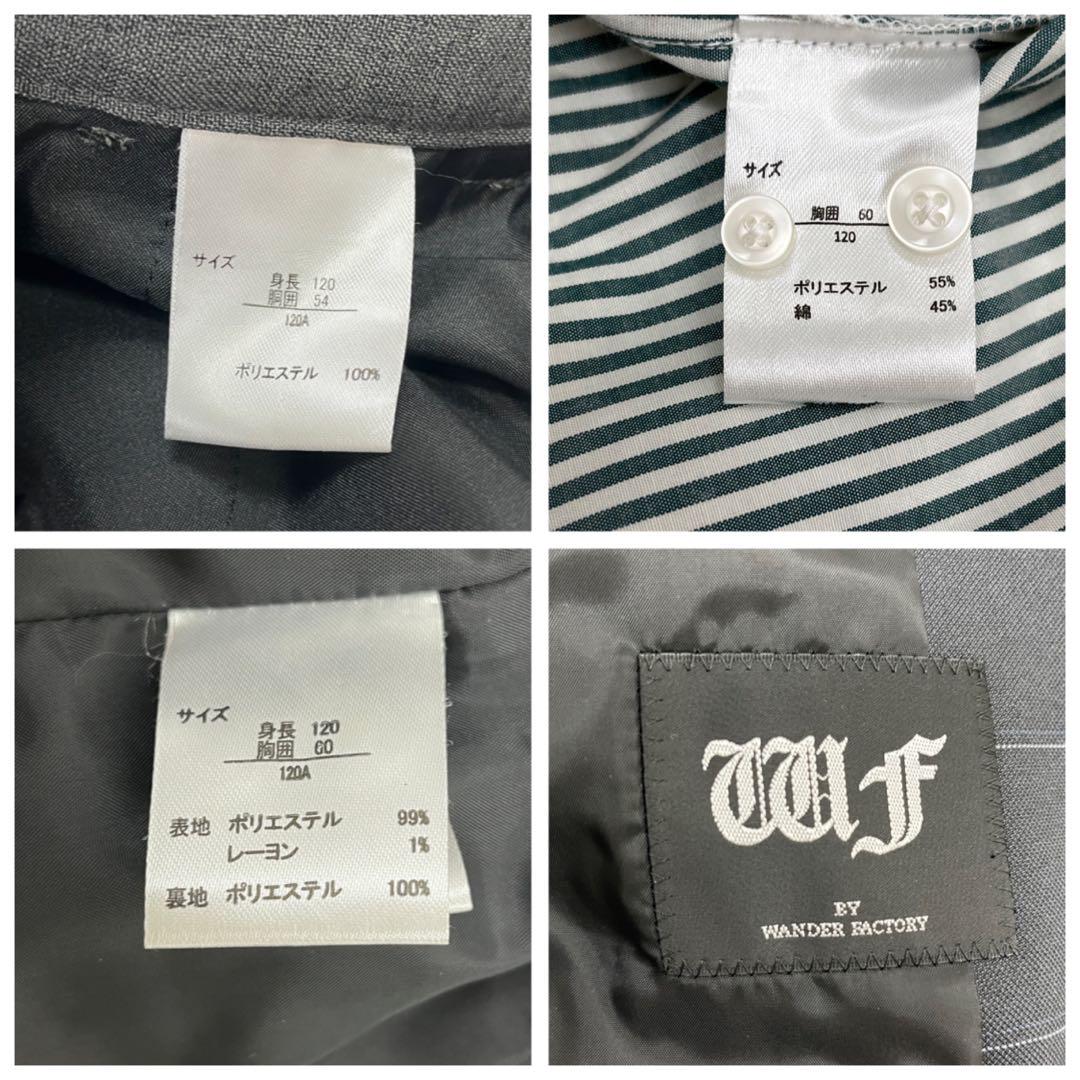 サイズ
身長 120
胴囲 54
120A
ポリエステル 100%
サイズ
胸囲 60
120
ポリエステル 55%
綿 45%
サイズ
身長 120
胸囲 60
120A
表地 ポリエステル 99%
レーヨン 1%
裏地 ポリエステル 100%
WF
BY
WANDER FACTORY